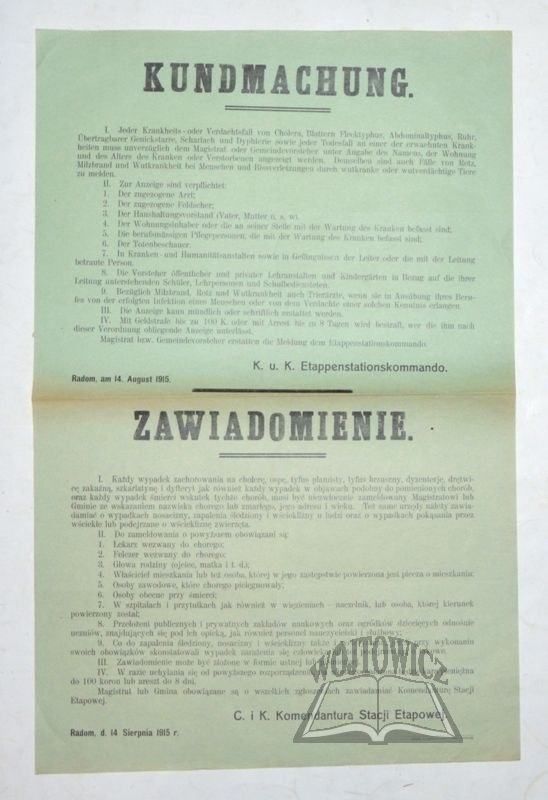 KUNDMACHUNG.
I. Jeder Krankheits- oder Verdachtsfall von Cholera, Blattern Flecktyphus, Abdominaltyphus, Ruhr,
Übertragbarer Genickstarre, Scharlach und Dyphterie sowie jeder Todesfall an einer der erwähnten Krank-
heiten muss unverzüglich dem Magistrat oder Gemeindevorsteher unter Angabe des Namens, der Wohnung
und des Alters des Kranken oder Verstorbenen angezeigt werden. Denselben sind auch Fälle von Rotz,
Milzbrand und Wutkrankheit bei Menschen und Bissverletzungen durch wutkranke oder wutverdächtige Tiere
zu melden.
II. Zur Anzeige sind verpflichtet:
1. Der zugezogene Arzt;
2. Der zugezogene Feldscher;
3. Der Haushaltungsvorstand (Vater, Mutter u. s. w).
4. Der Wohnungsinhaber oder die an seiner Stelle mit der Wartung des Kranken befasst sind;
5. Die berufsmässigen Pflegepersonen, die mit der Wartung des Kranken befasst sind;
6. Der Totenbeschauer.
7. In Kranken- und Humanitätsanstalten sowie in Gefängnissen der Leiter oder die mit der Leitung
betraute Person.
8. Die Vorsteher öffentlicher und privater Lehranstalten und Kindergärten in Bezug auf die ihrer
Leitung unterstehenden Schüler, Lehrpersonen und Schulbediensteten.
9. Bezüglich Milzbrand, Rotz und Wutkrankheit auch Tierärzte, wenn sie in Ausübung ihres Beru-
fes von der erfolgten Infektion eines Menschen oder von dem Verdachte einer solchen Kenntnis erlangen.
III. Die Anzeige kann mündlich oder schriftlich erstattet werden.
IV. Mit Geldstrafe bis zu 100 K. oder mit Arrest bis zu 8 Tagen wird bestraft, wer die ihm nach
dieser Verordnung obliegende Anzeige unterlässt.
Magistrat bzw. Gemeindevorsteher erstatten die Meldung dem Etappenstationskommando.
K. u. K. Etappenstationskommando.
Radom, am 14. August 1915.
ZAWIADOMIENIE.
I. Każdy wypadek zachorowania na cholerę, ospę, tyfus plamisty, tyfus brzuszny, dyzenterję, drętwi-
cę zakaźną, szkarlatynę i dyfteryt jak również każdy wypadek w objawach podobny do pomienionych chorób,
oraz każdy wypadek śmierci wskutek tychże chorób, musi być niezwłocznie zameldowany Magistratowi lub
Gminie ze wskazaniem nazwiska chorego lub zmarłego, jego adresu i wieku. Też same urzędy należy zawia-
damiać o wypadkach nosacizny, zapalenia śledziony i wścieklizny u ludzi oraz o wypadkach pokąsania przez
wściekłe lub podejrzane o wściekliznę zwierzęta.
II. Do zameldowania o powyższem obowiązani są:
1. Lekarz wezwany do chorego;
2. Felczer wezwany do chorego;
3. Głowa rodziny (ojciec, matka i t. d.);
4. Właściciel mieszkania lub też osoba, której w jego zastępstwie powierzona jest piecza o mieszkaniu;
5. Osoby zawodowe, które chorego pielęgnowały;
6. Osoby obecne przy śmierci;
7. W szpitalach i przytułkach jak również w więzieniach - naczelnik, lub osoba, której kierunek
powierzony został;
8. Przełożeni publicznych i prywatnych zakładów naukowych oraz ogródków dziecięcych odnośnie
uczniów, znajdujących się pod ich opieką, jak również personel nauczycielski i służbowy;
9. Co do zapalenia śledziony, nosacizny i wścieklizny także i przy wykonaniu
swoich obowiązków skonstatowali wypadek zarażenia się człowieka
III. Zawiadomienie może być złożone w formie ustnej lub
IV. W razie uchylania się od powyższego rozporządzenia
do 100 koron lub areszt do 8 dni.
Magistrat lub Gmina obowiązane są o wszelkich zgłoszeniach zawiadamiać Komendanturę Stacji
Etapowej.
C. i K. Komendantura Stacji Etapowej.
Radom, d. 14 Sierpnia 1915 r.
WÓJTOWICZ